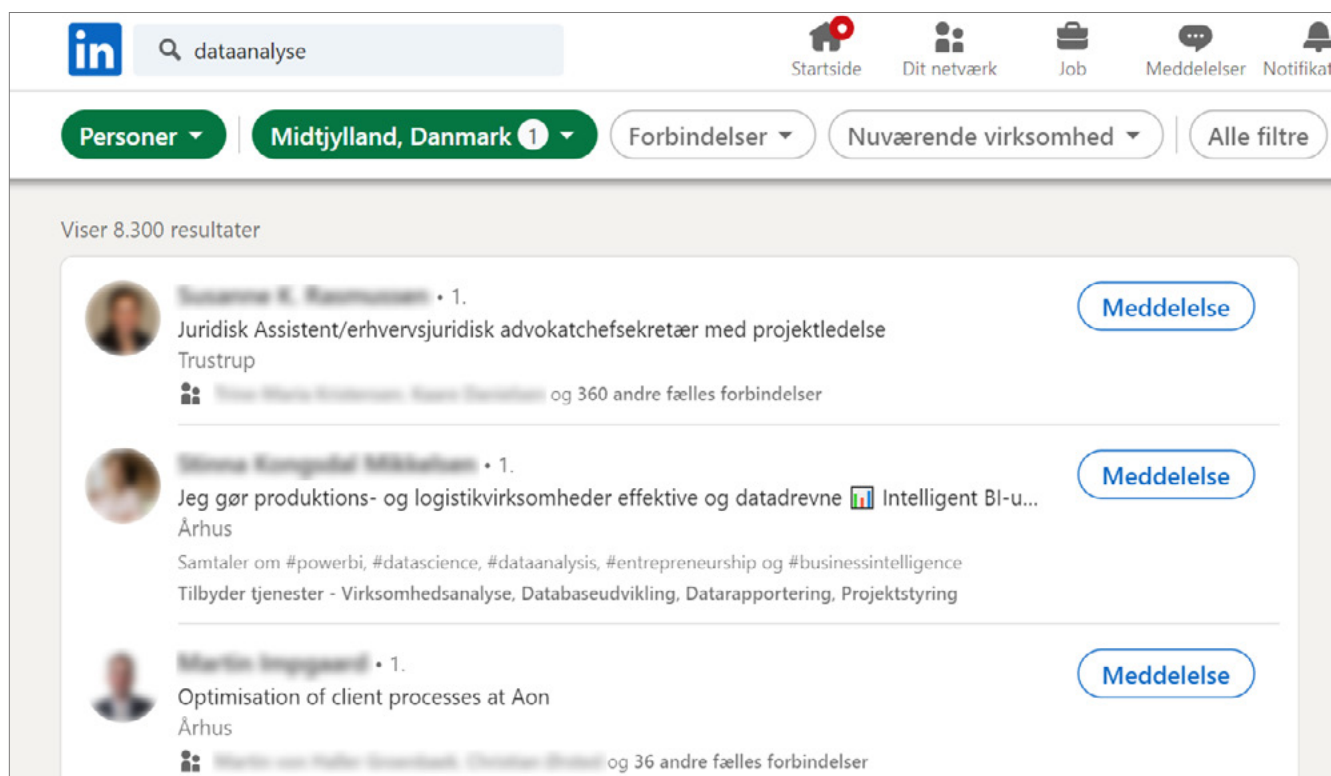 in dataanalyse
Startside Dit netværk Job Meddelelser Notifikat
Personer Midtjylland, Danmark 1 Forbindelser Nuværende virksomhed Alle filtre
Viser 8.300 resultater
• 1.
Juridisk Assistent/erhvervsjuridisk advokatchefsekretær med projektledelse
Meddelelse
Trustrup
og 360 andre fælles forbindelser
• 1.
Jeg gør produktions- og logistikvirksomheder effektive og datadrevne 📊 Intelligent BI-u...
Meddelelse
Århus
Samtaler om #powerbi, #datascience, #dataanalysis, #entrepreneurship og #businessintelligence
Tilbyder tjenester - Virksomhedsanalyse, Databaseudvikling, Datarapportering, Projektstyring
• 1.
Optimisation of client processes at Aon
Meddelelse
Århus
og 36 andre fælles forbindelser